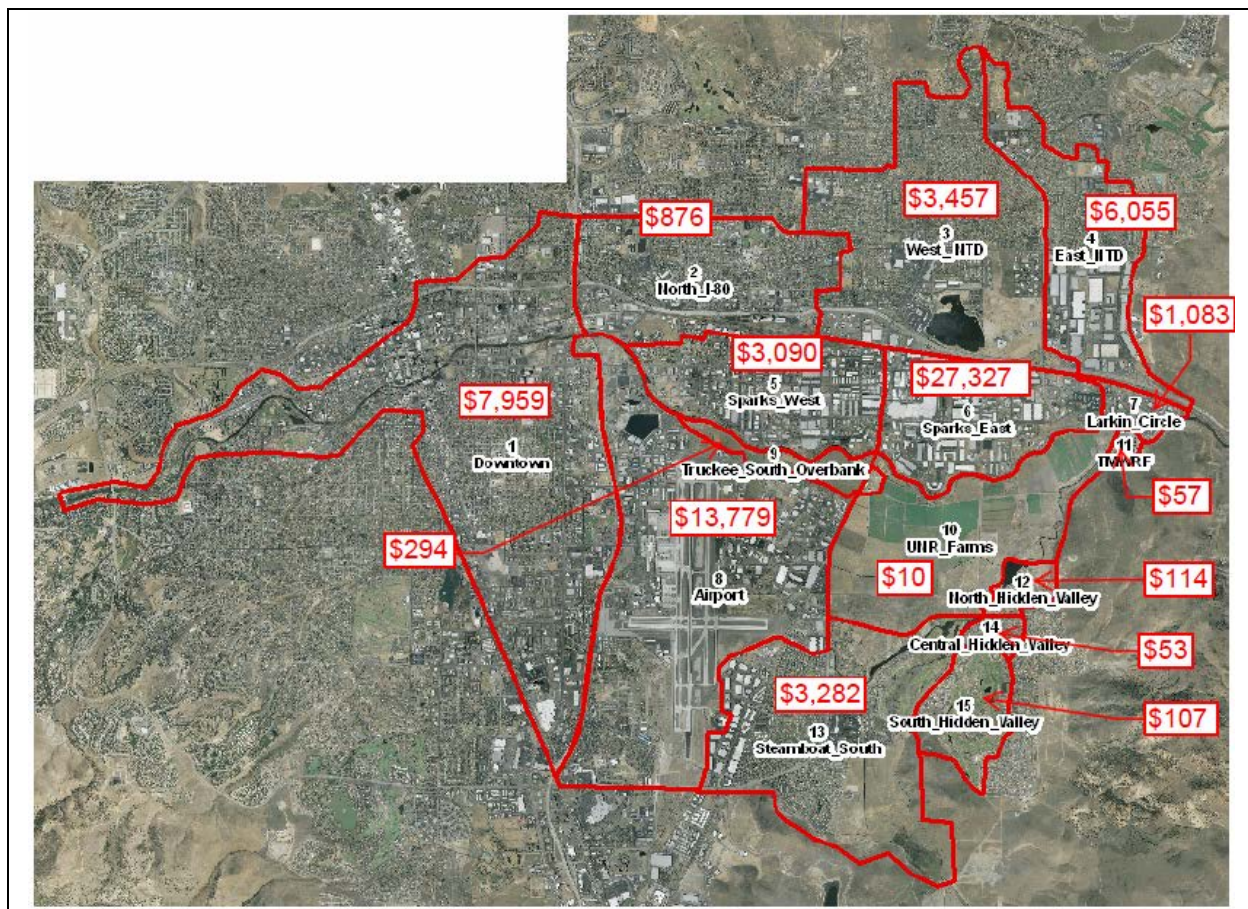 $876
2
North_I-80
$3,457
3
West_NTD
$6,055
4
East_NTD
$1,083
7
Larkin_Circle
$3,090
5
Sparks_West
$27,327
6
Sparks_East
$7,959
1
Downtown
9
Truckee_South_Overbank
11
TMWRF
$57
$294
$13,779
8
Airport
10
UNR_Farms
$10
12
North_Hidden_Valley
$114
14
Central_Hidden_Valley
$53
$3,282
13
Steamboat_South
15
South_Hidden_Valley
$107